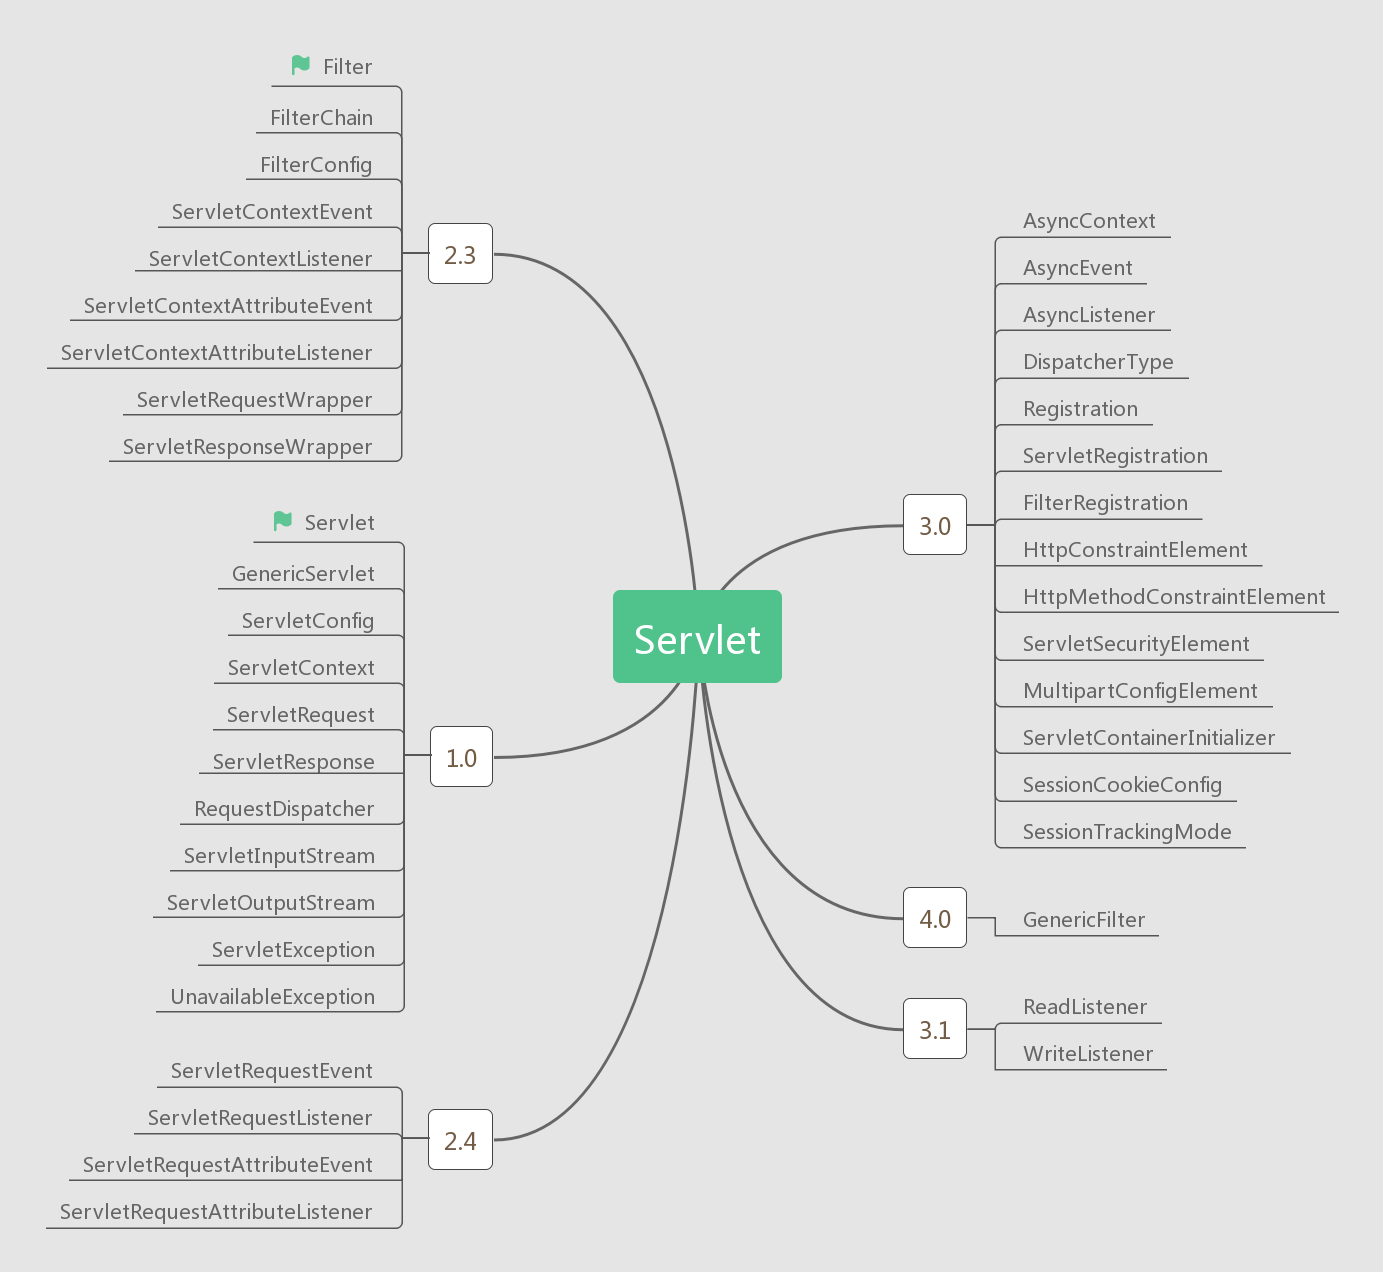 Filter
FilterChain
FilterConfig
ServletContextEvent
ServletContextListener
ServletContextAttributeEvent
ServletContextAttributeListener
ServletRequestWrapper
ServletResponseWrapper
2.3
Servlet
GenericServlet
ServletConfig
ServletContext
ServletRequest
ServletResponse
RequestDispatcher
ServletInputStream
ServletOutputStream
ServletException
UnavailableException
1.0
ServletRequestEvent
ServletRequestListener
ServletRequestAttributeEvent
ServletRequestAttributeListener
2.4
Servlet
3.0
AsyncContext
AsyncEvent
AsyncListener
DispatcherType
Registration
ServletRegistration
FilterRegistration
HttpConstraintElement
HttpMethodConstraintElement
ServletSecurityElement
MultipartConfigElement
ServletContainerInitializer
SessionCookieConfig
SessionTrackingMode
4.0
GenericFilter
3.1
ReadListener
WriteListener